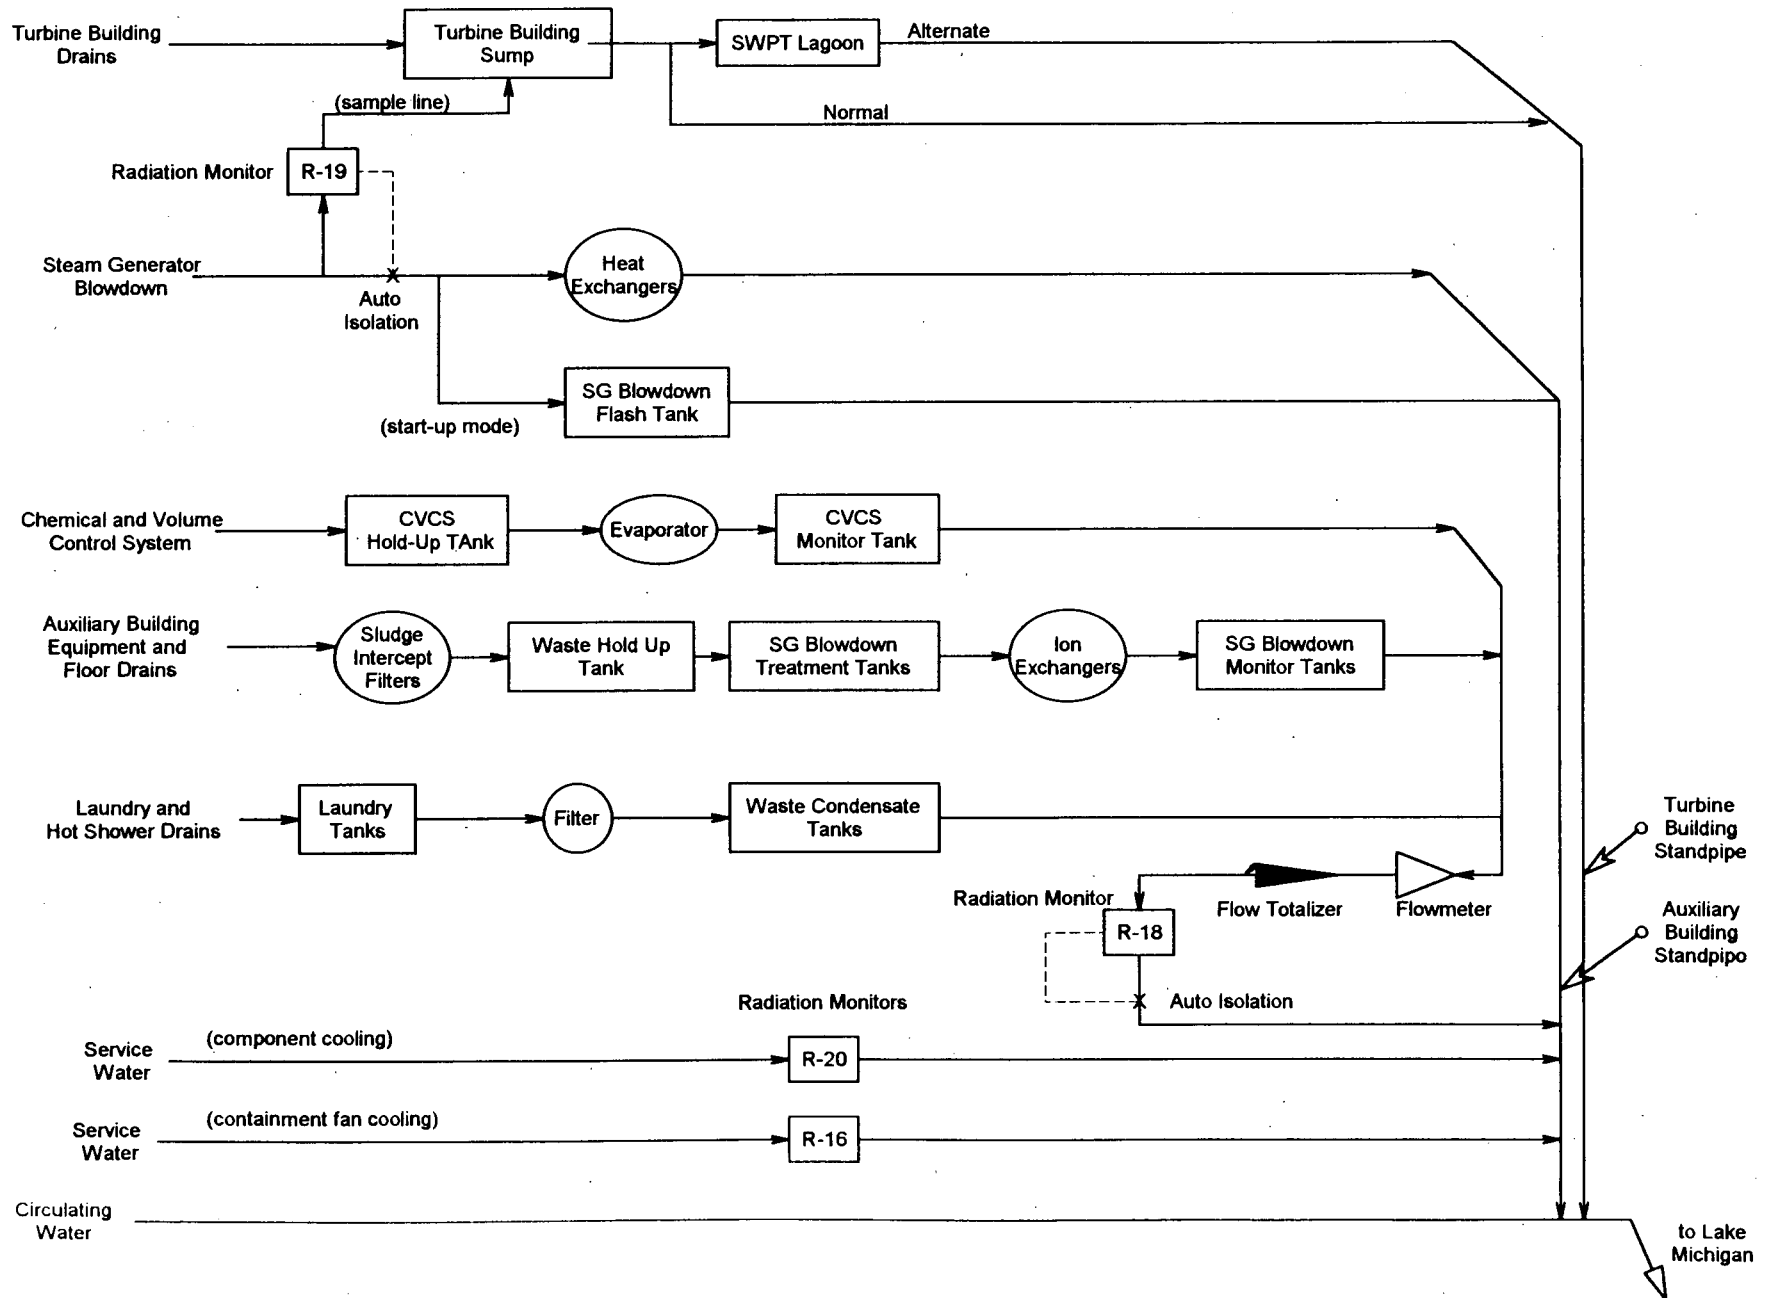 Turbine Building
Drains
Turbine Building
Sump
SWPT Lagoon
Alternate
(sample line)
Normal
Radiation Monitor
R-19
Steam Generator
Blowdown
Auto
Isolation
Heat
Exchangers
SG Blowdown
Flash Tank
(start-up mode)
Chemical and Volume
Control System
CVCS
Hold-Up TAnk
Evaporator
CVCS
Monitor Tank
Auxiliary Building
Equipment and
Floor Drains
Sludge
Intercept
Filters
Waste Hold Up
Tank
SG Blowdown
Treatment Tanks
Ion
Exchangers
SG Blowdown
Monitor Tanks
Laundry and
Hot Shower Drains
Laundry
Tanks
Filter
Waste Condensate
Tanks
Turbine
Building
Standpipe
Radiation Monitor
R-18
Flow Totalizer
Flowmeter
Auxiliary
Building
Standpipo
Auto Isolation
Radiation Monitors
Service
Water
(component cooling)
R-20
Service
Water
(containment fan cooling)
R-16
Circulating
Water
to Lake
Michigan